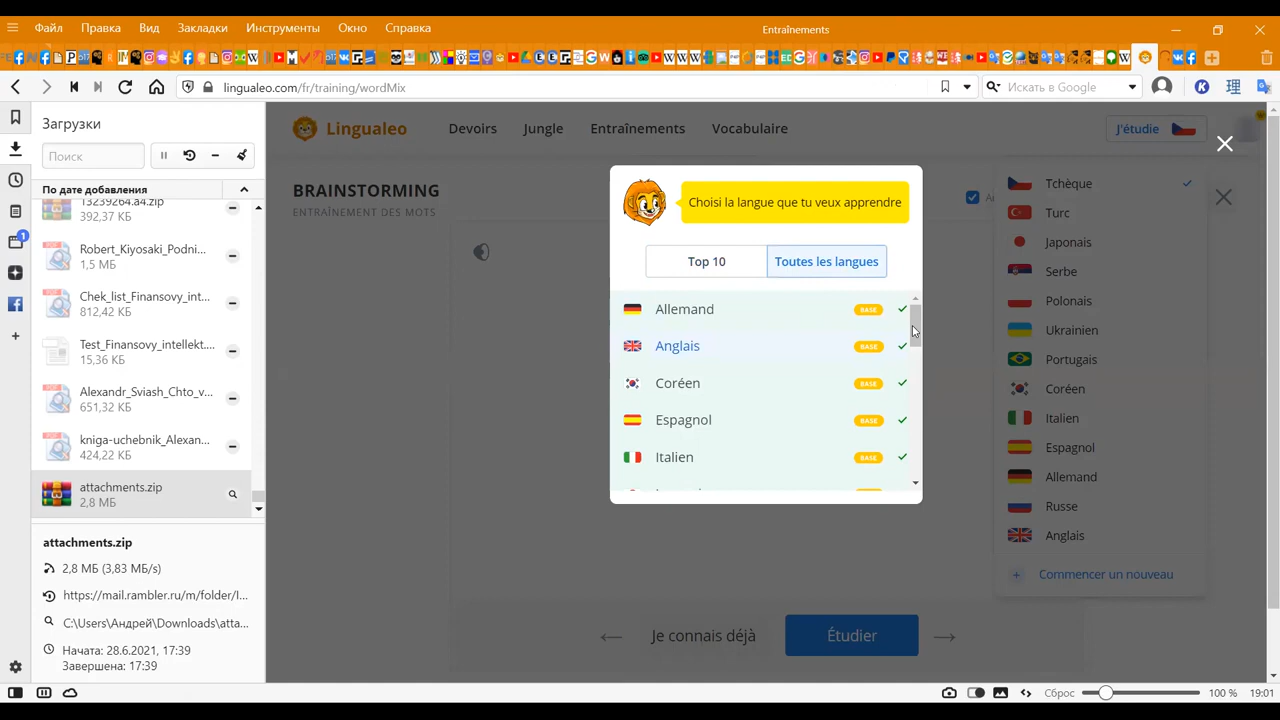 Файл Правка Вид Закладки Инструменты Окно Справка
Entraînements
lingualeo.com/fr/training/wordMix
Искать в Google
Загрузки
Поиск
По дате добавления
13239264.a4.zip
392,37 КБ
Robert_Kiyosaki_Podni...
1,5 МБ
Chek_list_Finansovy_int...
812,42 КБ
Test_Finansovy_intellekt....
15,36 КБ
Alexandr_Sviash_Chto_v...
651,32 КБ
kniga-uchebnik_Alexan...
424,22 КБ
attachments.zip
2,8 МБ
attachments.zip
2,8 МБ (3,83 МБ/s)
https://mail.rambler.ru/m/folder/I...
C:\Users\Андрей\Downloads\atta...
Начата: 28.6.2021, 17:39
Завершена: 17:39
Lingualeo
Devoirs Jungle Entraînements Vocabulaire
J'étudie
BRAINSTORMING
ENTRAÎNEMENT DES MOTS
Choisi la langue que tu veux apprendre
Top 10 Toutes les langues
Allemand BASE
Anglais BASE
Coréen BASE
Espagnol BASE
Italien BASE
Tchèque
Turc
Japonais
Serbe
Polonais
Ukrainien
Portugais
Coréen
Italien
Espagnol
Allemand
Russe
Anglais
+ Commencer un nouveau
Je connais déjà Étudier
Сброс 100 % 19:01